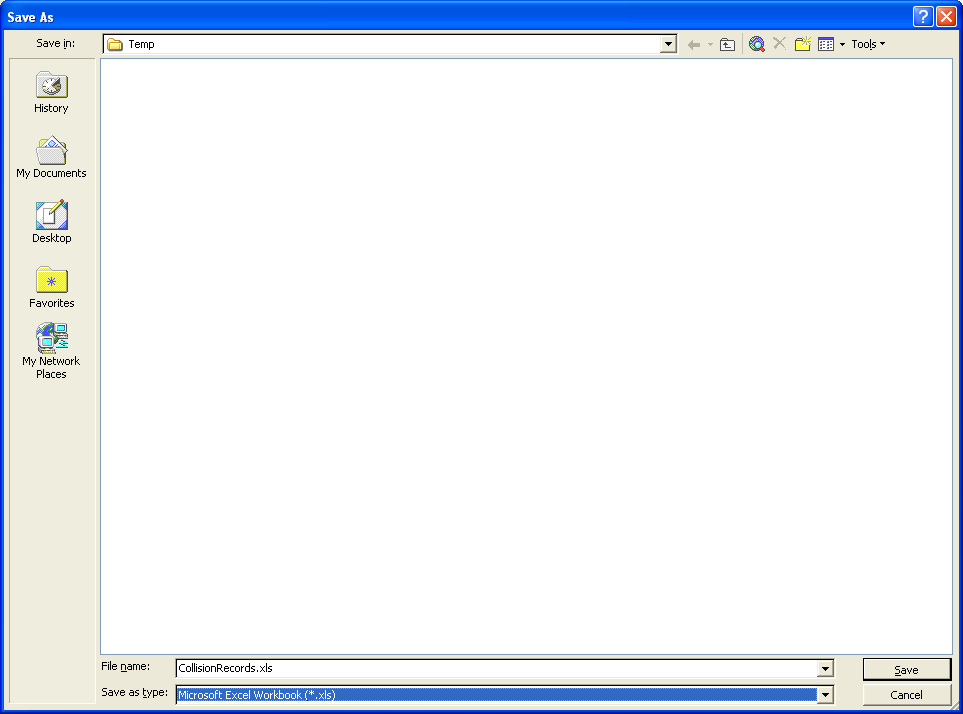 Save As
Save in:
Temp
Tools
History
My Documents
Desktop
Favorites
My Network
Places
File name:
CollisionRecords.xls
Save
Save as type:
Microsoft Excel Workbook (*.xls)
Cancel